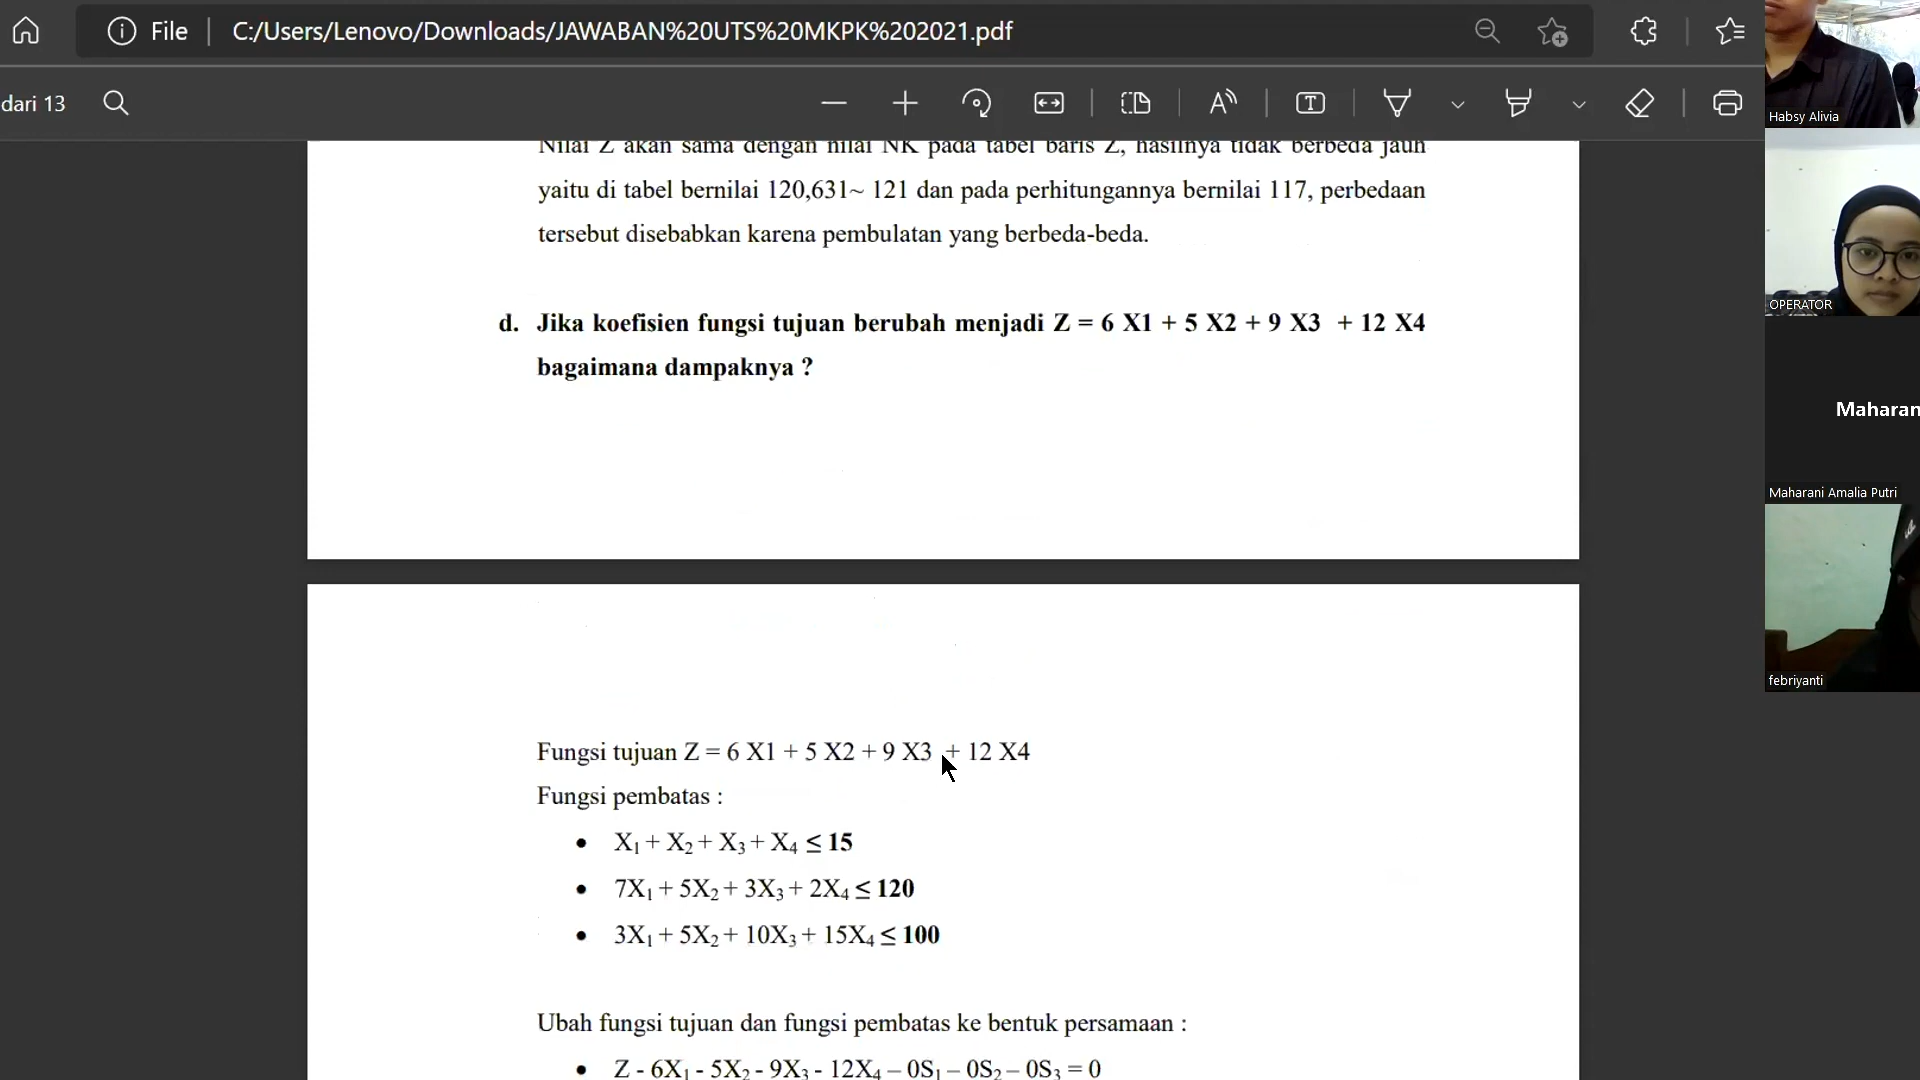 File
C:/Users/Lenovo/Downloads/JAWABAN%20UTS%20MKPK%202021.pdf
dari 13
Nilai Z akan sama dengan nilai NK pada tabel baris Z, hasilnya tidak berbeda jauh
yaitu di tabel bernilai 120,631~ 121 dan pada perhitungannya bernilai 117, perbedaan
tersebut disebabkan karena pembulatan yang berbeda-beda.
d. Jika koefisien fungsi tujuan berubah menjadi Z = 6 X1 + 5 X2 + 9 X3 + 12 X4
bagaimana dampaknya ?
Fungsi tujuan Z = 6 X1 + 5 X2 + 9 X3 + 12 X4
Fungsi pembatas :
• X₁ + X₂ + X₃ + X₄ ≤ 15
• 7X₁ + 5X₂ + 3X₃ + 2X₄ ≤ 120
• 3X₁ + 5X₂ + 10X₃ + 15X₄ ≤ 100
Ubah fungsi tujuan dan fungsi pembatas ke bentuk persamaan :
• Z - 6X₁ - 5X₂ - 9X₃ - 12X₄ – 0S₁ – 0S₂ – 0S₃ = 0
Habsy Alivia
OPERATOR
Maharan
Maharani Amalia Putri
febriyanti